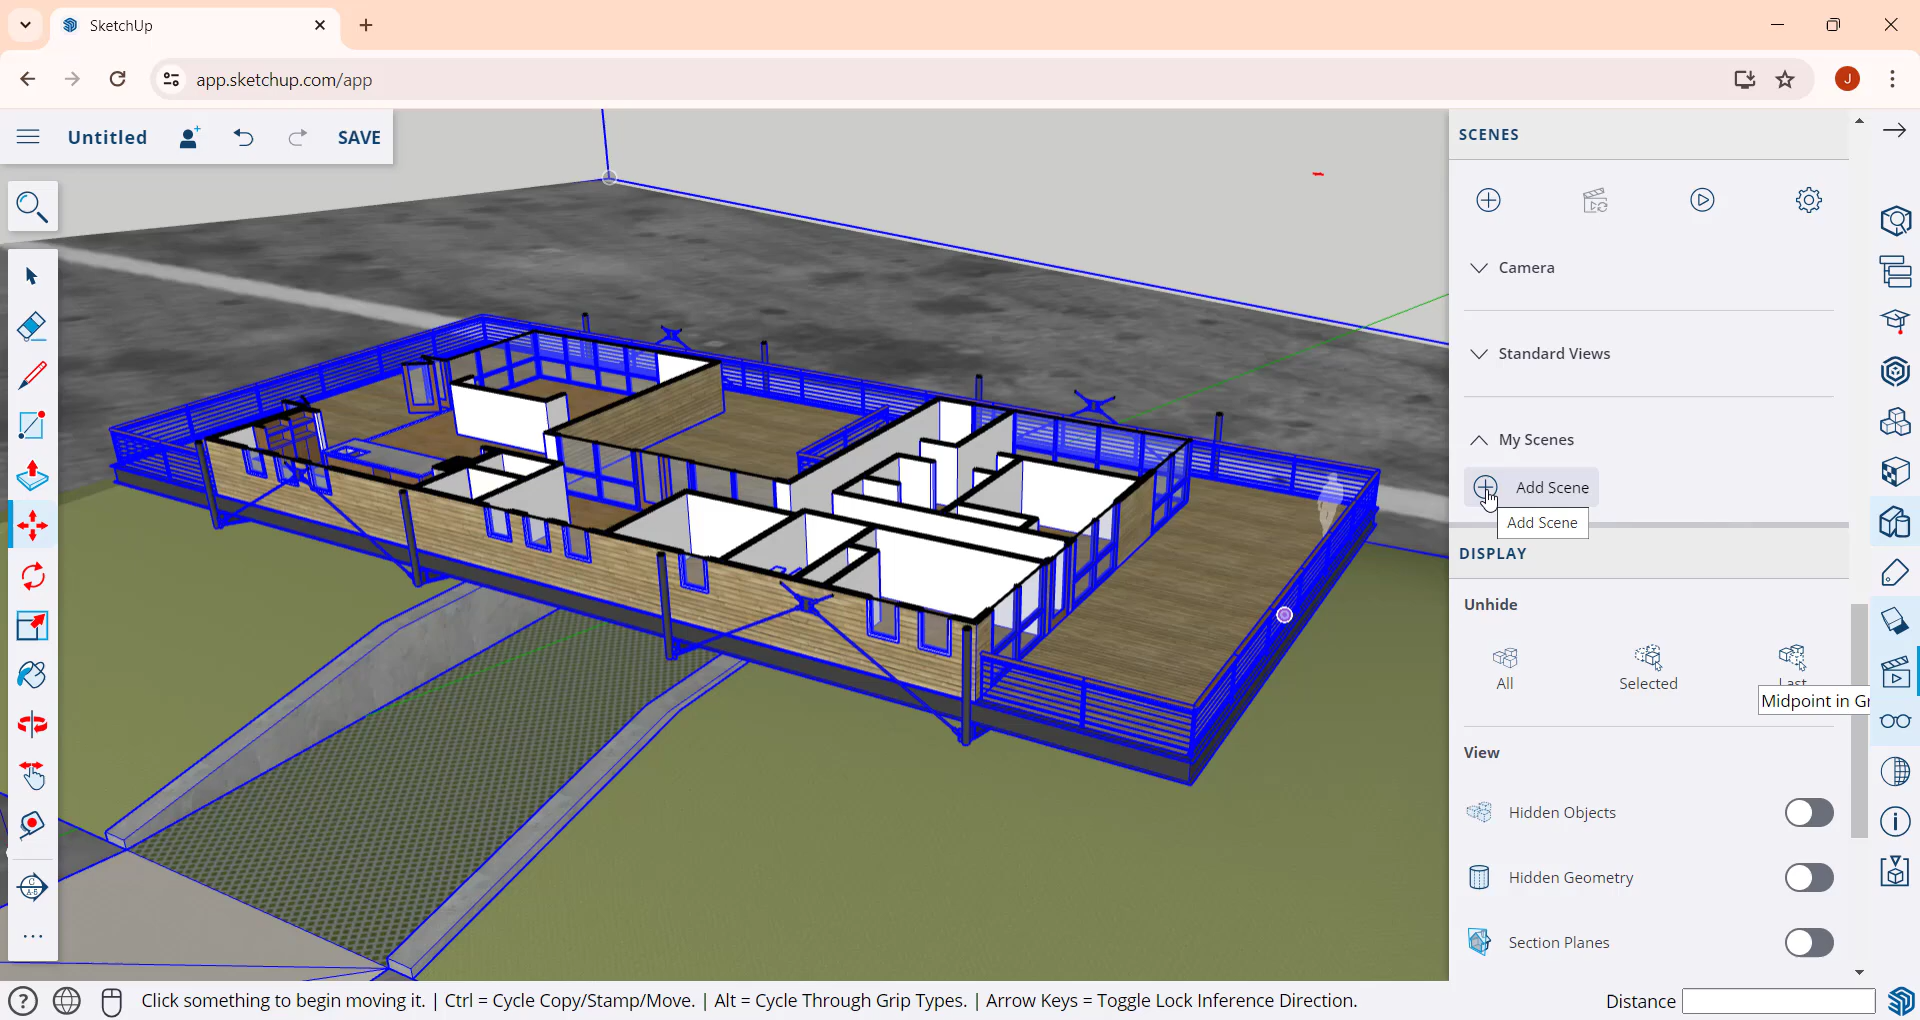 SketchUp
app.sketchup.com/app
J
Untitled
SAVE
SCENES
Camera
Standard Views
My Scenes
Add Scene
Add Scene
DISPLAY
Unhide
All
Selected
Last
Midpoint in Gr
View
Hidden Objects
Hidden Geometry
Section Planes
Click something to begin moving it. | Ctrl = Cycle Copy/Stamp/Move. | Alt = Cycle Through Grip Types. | Arrow Keys = Toggle Lock Inference Direction.
Distance